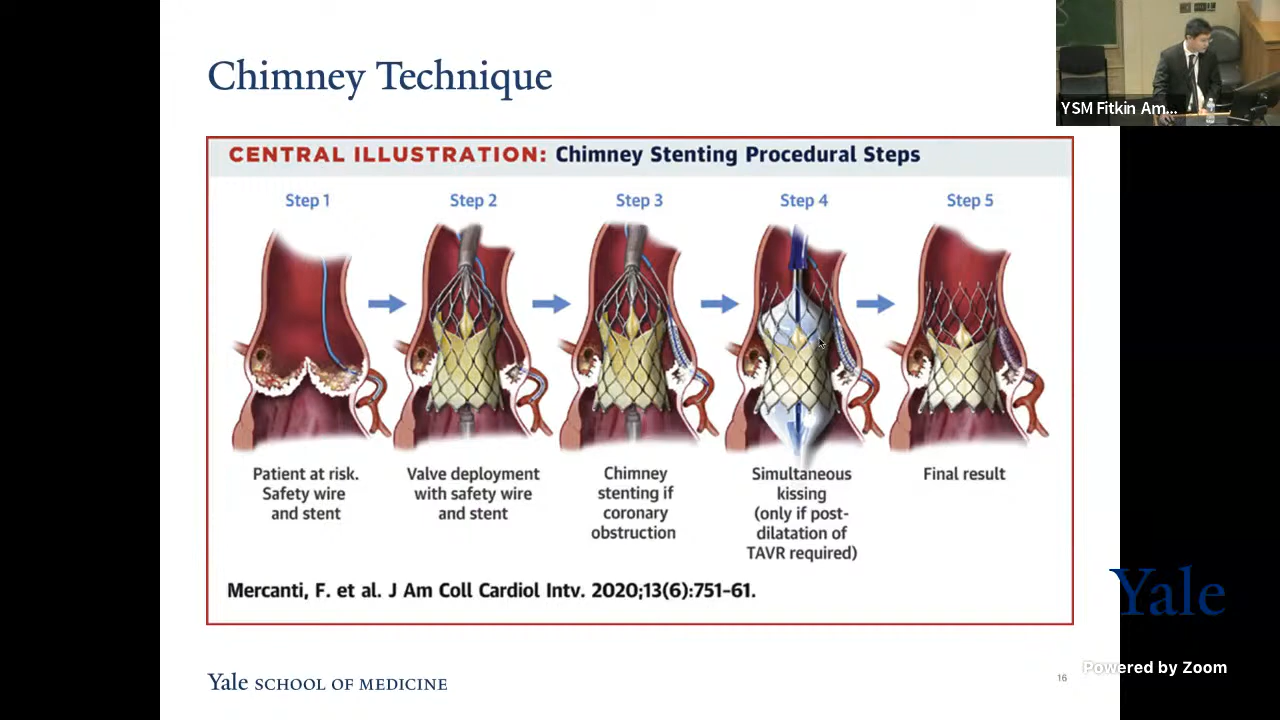 Chimney Technique
YSM Fitkin Am...
CENTRAL ILLUSTRATION: Chimney Stenting Procedural Steps
Step 1
Step 2
Step 3
Step 4
Step 5
Patient at risk.
Safety wire
and stent
Valve deployment
with safety wire
and stent
Chimney
stenting if
coronary
obstruction
Simultaneous
kissing
(only if post-
dilatation of
TAVR required)
Final result
Mercanti, F. et al. J Am Coll Cardiol Intv. 2020;13(6):751–61.
Yale
Powered by Zoom
Yale SCHOOL OF MEDICINE
16